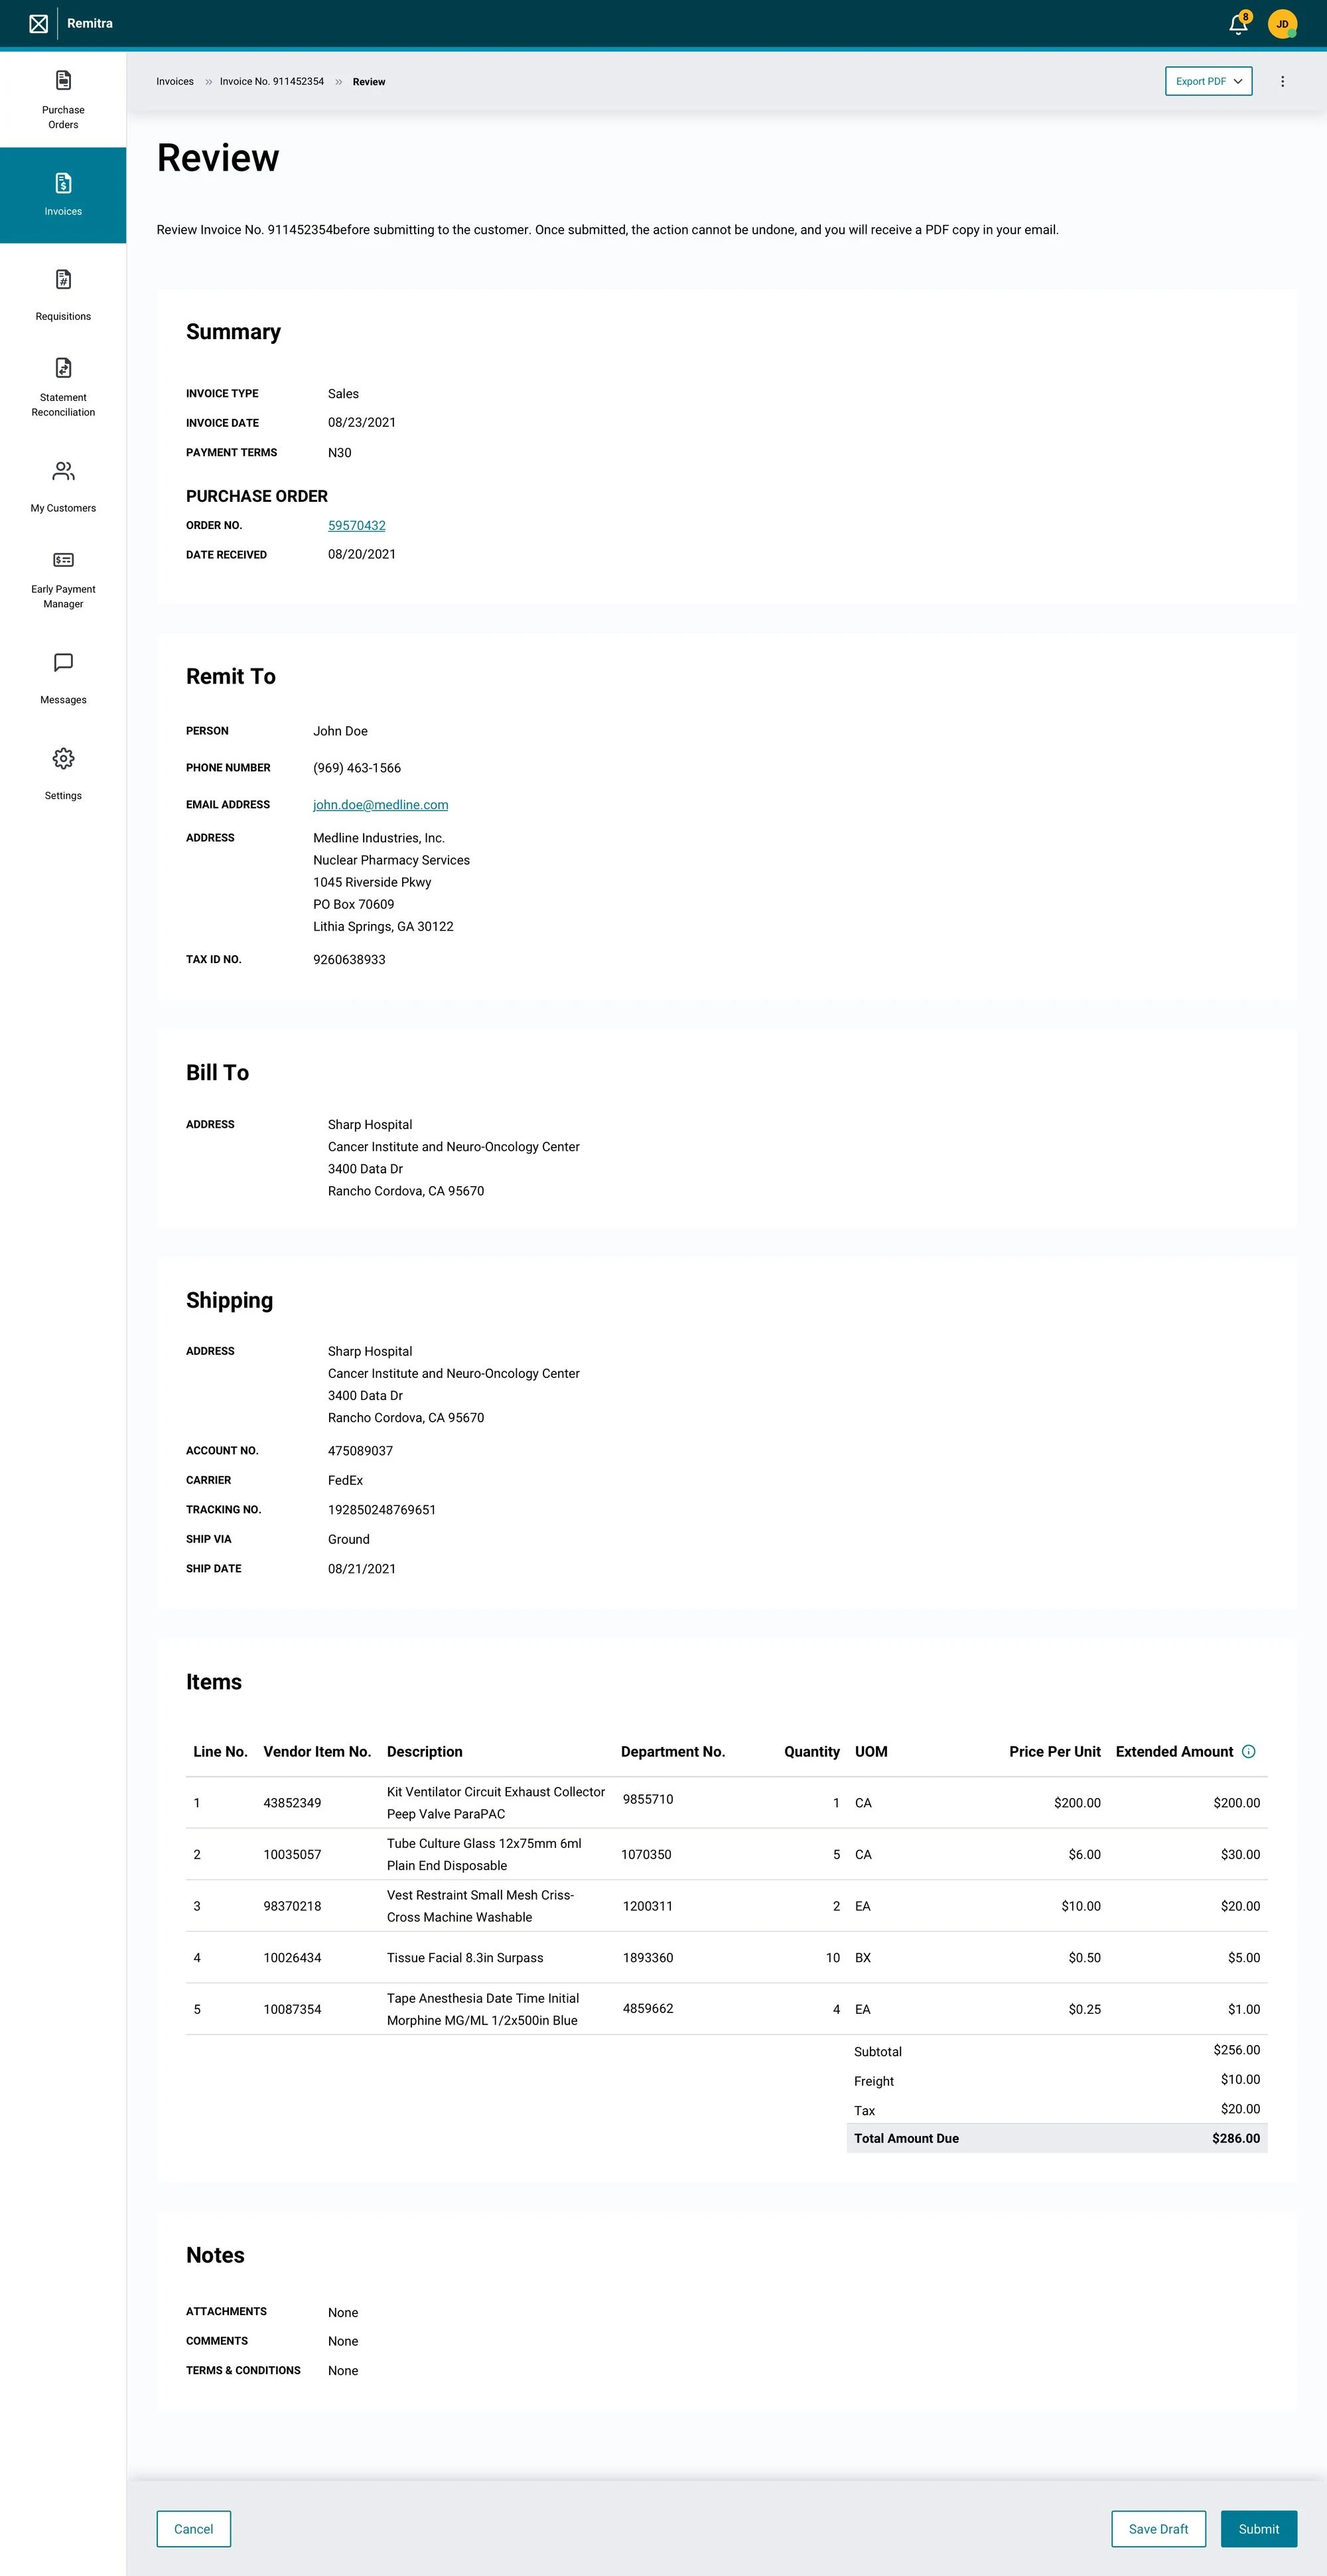 Remitra
8
JD
Purchase
Orders
Invoices
Requisitions
Statement
Reconciliation
My Customers
Early Payment
Manager
Messages
Settings
Invoices » Invoice No. 911452354 » Review
Export PDF
Review
Review Invoice No. 911452354before submitting to the customer. Once submitted, the action cannot be undone, and you will receive a PDF copy in your email.
Summary
INVOICE TYPE Sales
INVOICE DATE 08/23/2021
PAYMENT TERMS N30
PURCHASE ORDER
ORDER NO. 59570432
DATE RECEIVED 08/20/2021
Remit To
PERSON John Doe
PHONE NUMBER (969) 463-1566
EMAIL ADDRESS john.doe@medline.com
ADDRESS Medline Industries, Inc.
Nuclear Pharmacy Services
1045 Riverside Pkwy
PO Box 70609
Lithia Springs, GA 30122
TAX ID NO. 9260638933
Bill To
ADDRESS Sharp Hospital
Cancer Institute and Neuro-Oncology Center
3400 Data Dr
Rancho Cordova, CA 95670
Shipping
ADDRESS Sharp Hospital
Cancer Institute and Neuro-Oncology Center
3400 Data Dr
Rancho Cordova, CA 95670
ACCOUNT NO. 475089037
CARRIER FedEx
TRACKING NO. 192850248769651
SHIP VIA Ground
SHIP DATE 08/21/2021
Items
Line No. Vendor Item No. Description Department No. Quantity UOM Price Per Unit Extended Amount
1 43852349 Kit Ventilator Circuit Exhaust Collector
Peep Valve ParaPAC 9855710 1 CA $200.00 $200.00
2 10035057 Tube Culture Glass 12x75mm 6ml
Plain End Disposable 1070350 5 CA $6.00 $30.00
3 98370218 Vest Restraint Small Mesh Criss-
Cross Machine Washable 1200311 2 EA $10.00 $20.00
4 10026434 Tissue Facial 8.3in Surpass 1893360 10 BX $0.50 $5.00
5 10087354 Tape Anesthesia Date Time Initial
Morphine MG/ML 1/2x500in Blue 4859662 4 EA $0.25 $1.00
Subtotal $256.00
Freight $10.00
Tax $20.00
Total Amount Due $286.00
Notes
ATTACHMENTS None
COMMENTS None
TERMS & CONDITIONS None
Cancel
Save Draft
Submit